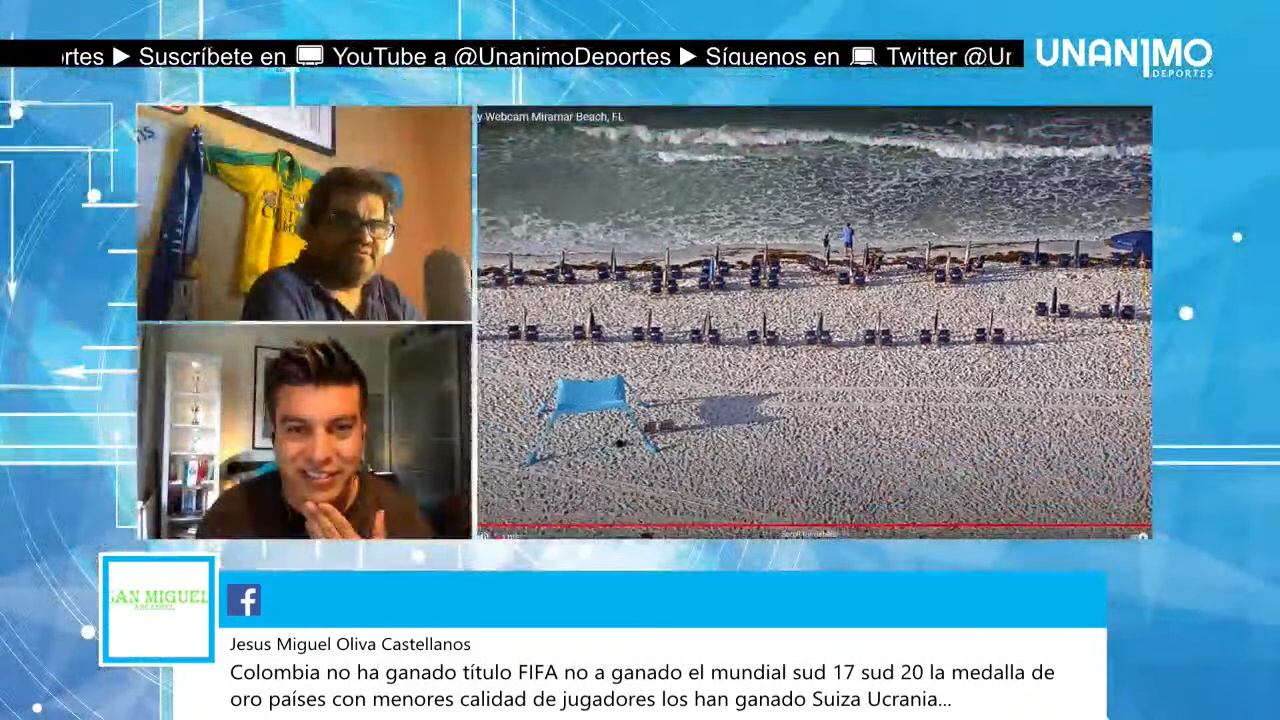 ortes ▶ Suscríbete en YouTube a @UnanimoDeportes ▶ Síguenos en Twitter @Ur
UNANIMO
DEPORTES
y Webcam Miramar Beach, FL
SAN MIGUEL
Jesus Miguel Oliva Castellanos
Colombia no ha ganado título FIFA no a ganado el mundial sud 17 sud 20 la medalla de
oro países con menores calidad de jugadores los han ganado Suiza Ucrania...